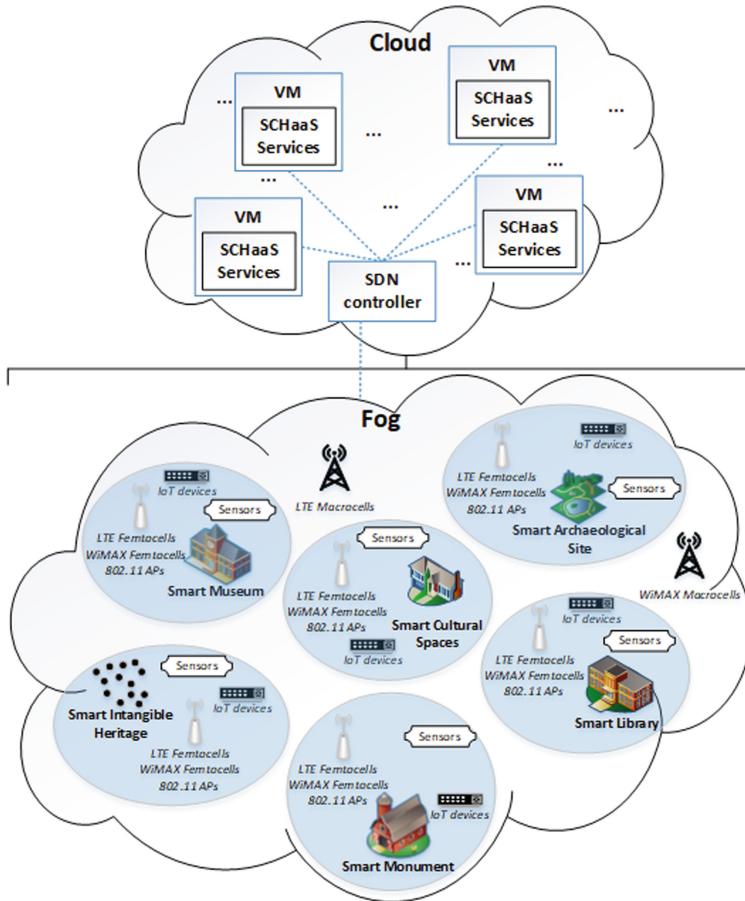 Cloud
VM
SCHaaS
Services
...
...
VM
SCHaaS
Services
...
...
...
...
VM
SCHaaS
Services
VM
SCHaaS
Services
...
SDN
controller
Fog
IoT devices
LTE Femtocells
WiMAX Femtocells
802.11 APs
Sensors
Smart Museum
LTE Macrocells
IoT devices
LTE Femtocells
WiMAX Femtocells
802.11 APs
Sensors
Smart Archaeological
Site
WiMAX Macrocells
Sensors
LTE Femtocells
WiMAX Femtocells
802.11 APs
Smart Cultural
Spaces
IoT devices
IoT devices
Sensors
LTE Femtocells
WiMAX Femtocells
802.11 APs
Smart Library
Sensors
IoT devices
Smart Intangible
Heritage
LTE Femtocells
WiMAX Femtocells
802.11 APs
Sensors
LTE Femtocells
WiMAX Femtocells
802.11 APs
IoT devices
Smart Monument